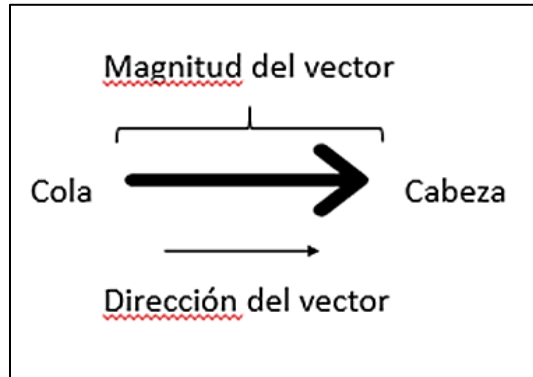 Magnitud del vector
Cola
Cabeza
Dirección del vector